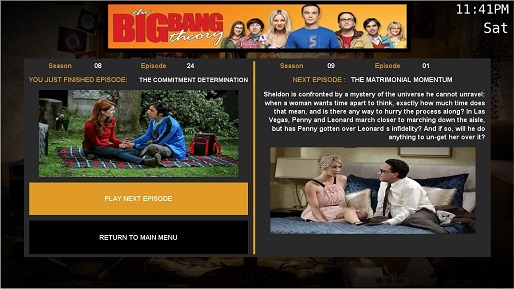 11:41PM
Sat
the
BIG BANG
theory
Season 08 Episode 24
YOU JUST FINISHED EPISODE: THE COMMITMENT DETERMINATION
PLAY NEXT EPISODE
RETURN TO MAIN MENU
Season 09 Episode 01
NEXT EPISODE : THE MATRIMONIAL MOMENTUM
Sheldon is confronted by a mystery of the universe he cannot unravel:
when a woman wants time apart to think, exactly how much time does
that mean, and is there any way to hurry the process along? In Las
Vegas, Penny and Leonard march closer to marching down the aisle,
but has Penny gotten over Leonard s infidelity? And if so, will he do
anything to un-get her over it?